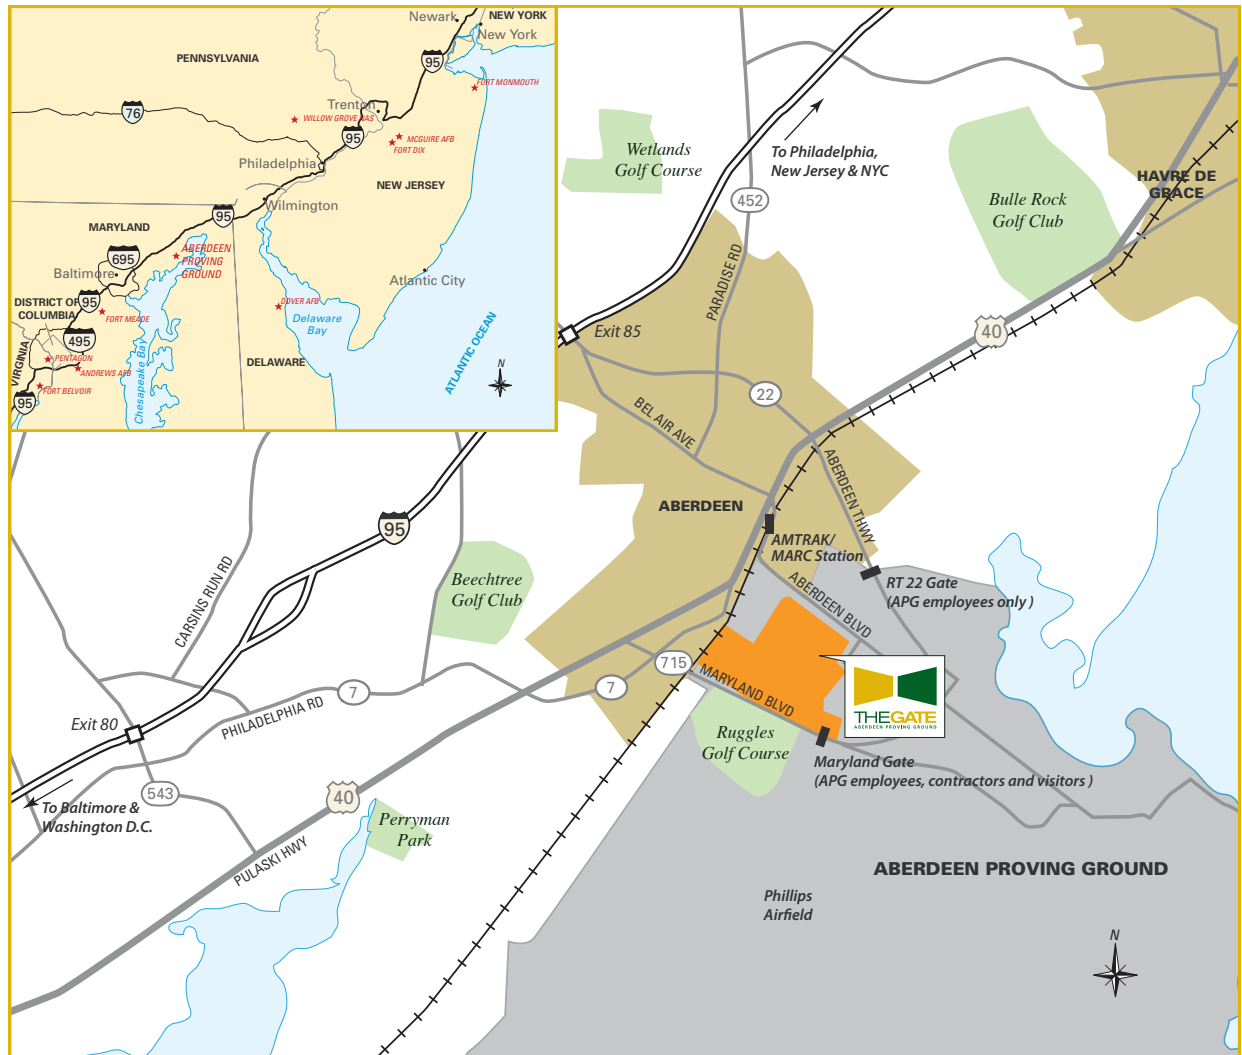 Newark
NEW YORK
New York
PENNSYLVANIA
95
FORT MONMOUTH
76
Trenton
WILLOW GROVE NAS
95
MCGUIRE AFB
FORT DIX
Philadelphia
NEW JERSEY
Wilmington
95
MARYLAND
695
ABERDEEN
PROVING
GROUND
Baltimore
Atlantic City
DISTRICT OF
COLUMBIA
95
FORT MEADE
DOVER AFB
Delaware
Bay
495
PENTAGON
ANDREWS AFB
FORT BELVOIR
VIRGINIA
95
Chesapeake Bay
DELAWARE
ATLANTIC OCEAN
N
Wetlands
Golf Course
To Philadelphia,
New Jersey & NYC
452
Bulle Rock
Golf Club
HAVRE DE
GRACE
PARADISE RD
Exit 85
40
22
BEL AIR AVE
ABERDEEN THWY
ABERDEEN
95
AMTRAK/
MARC Station
RT 22 Gate
(APG employees only )
ABERDEEN BLVD
CARSINS RUN RD
Beechtree
Golf Club
715
MARYLAND BLVD
7
7
PHILADELPHIA RD
THEGATE
ABERDEEN PROVING GROUND
Exit 80
Ruggles
Golf Course
Maryland Gate
(APG employees, contractors and visitors )
543
40
To Baltimore &
Washington D.C.
Perryman
Park
PULASKI HWY
ABERDEEN PROVING GROUND
Phillips
Airfield
N